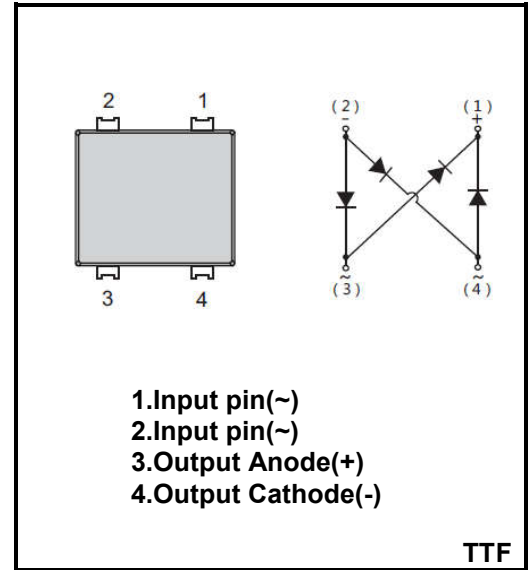 2 1
(2) (1)
- +
~ ~
(3) (4)
3 4
1.Input pin(~)
2.Input pin(~)
3.Output Anode(+)
4.Output Cathode(-)
TTF